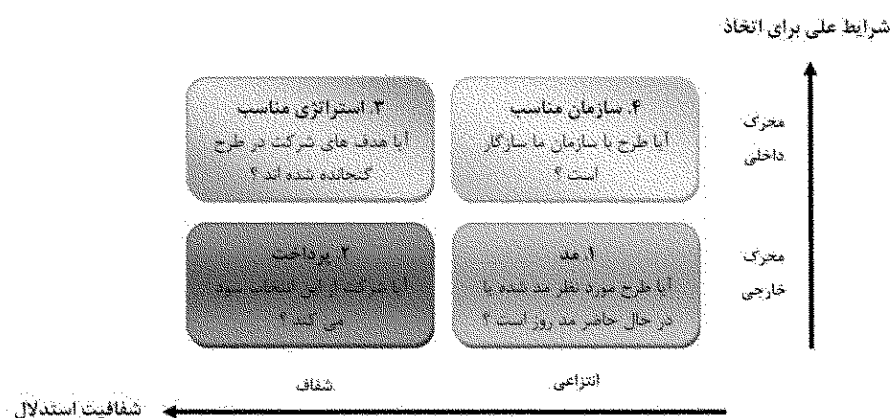 شرایط علی برای اتخاذ
۴. سازمان مناسب
آیا طرح با سازمان ما سازگار
است ؟
۳. استراتژی مناسب
آیا هدف های شرکت در طرح
گنجانده شده اند ؟
محرک
داخلی
۱. مد
آیا طرح مورد نظر مد شده یا
در حال حاضر مد روز است ؟
۲. پرداخت
آیا شرکت از این انتخاب سود
می کند ؟
محرک
خارجی
انتزاعی
شفاف
شفافیت استدلال